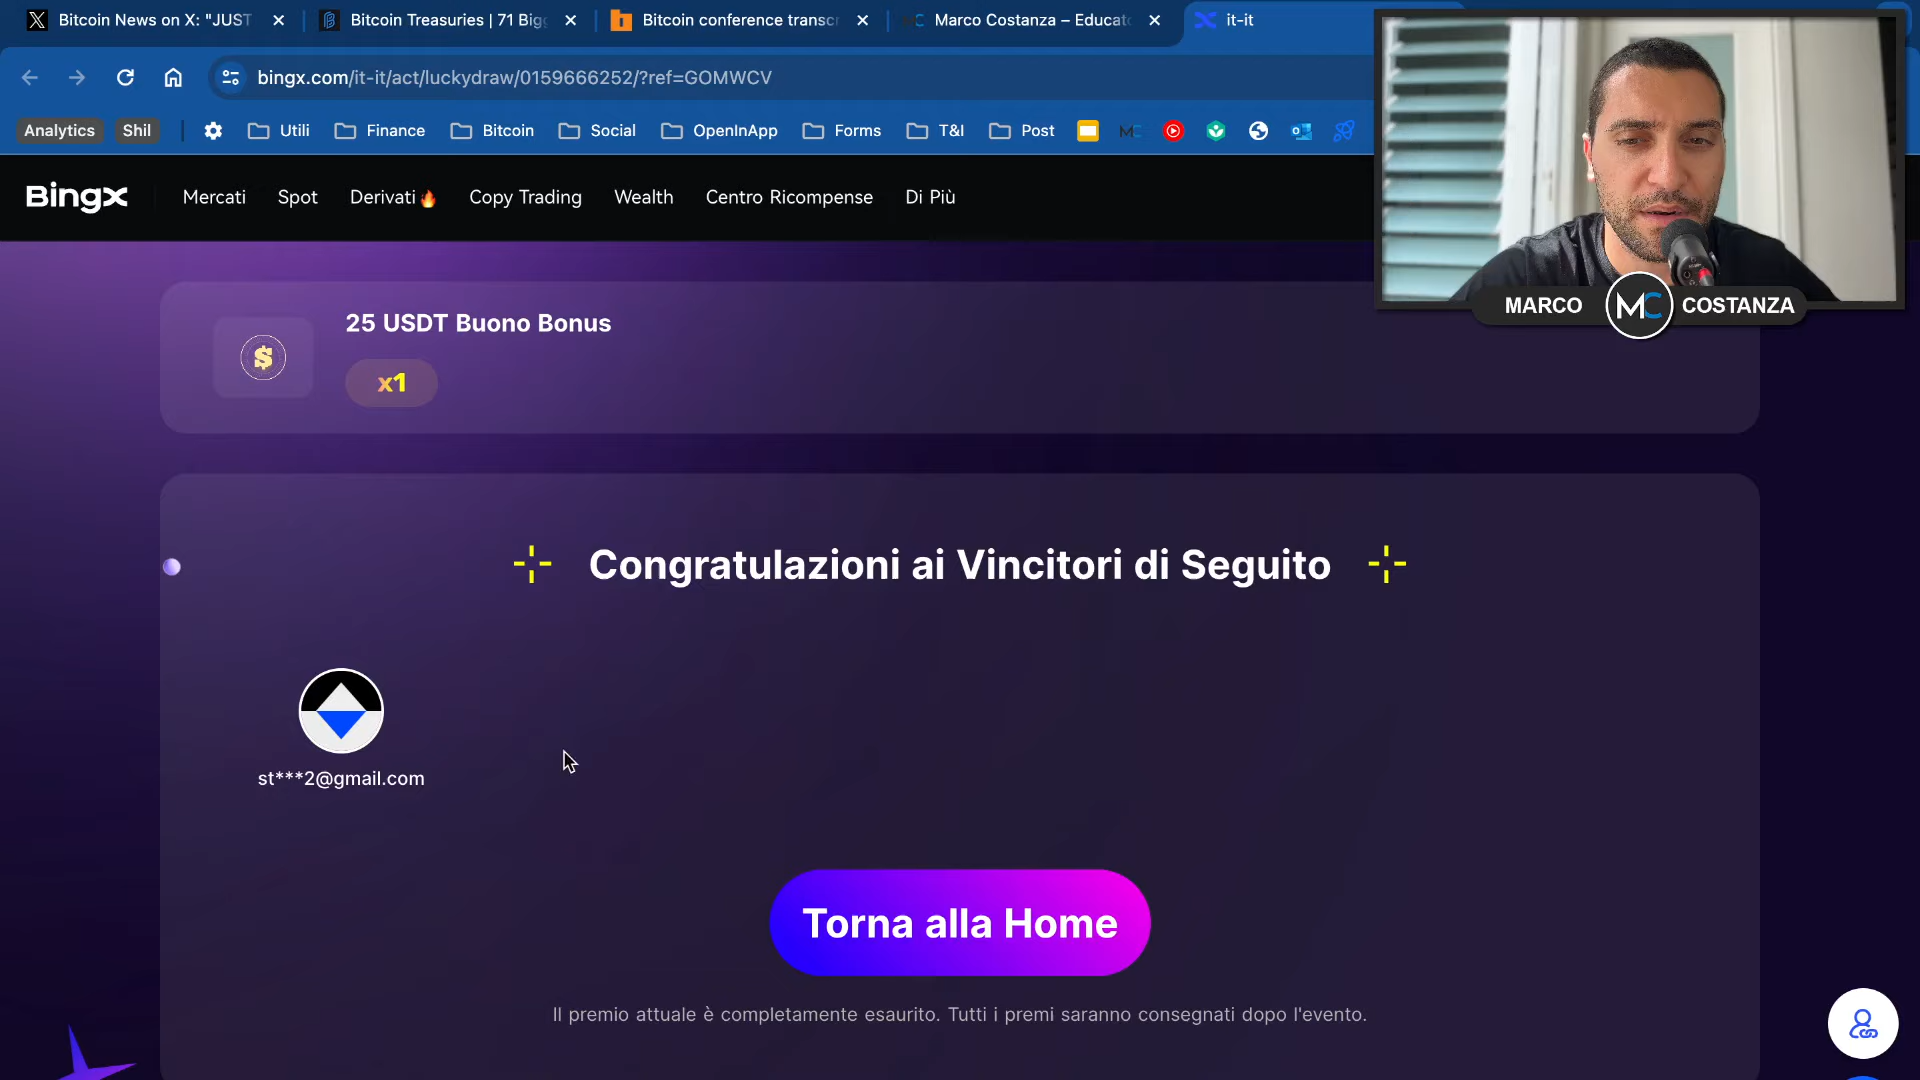 Bitcoin News on X: "JUST
Bitcoin Treasuries | 71 Big
Bitcoin conference transcr
Marco Costanza – Educato
it-it
bingx.com/it-it/act/luckydraw/0159666252/?ref=GOMWCV
Analytics
Shil
Utili
Finance
Bitcoin
Social
OpenInApp
Forms
T&I
Post
BingX
Mercati
Spot
Derivati
Copy Trading
Wealth
Centro Ricompense
Di Più
MARCO
MC
COSTANZA
25 USDT Buono Bonus
$
x1
Congratulazioni ai Vincitori di Seguito
st***2@gmail.com
Torna alla Home
Il premio attuale è completamente esaurito. Tutti i premi saranno consegnati dopo l'evento.